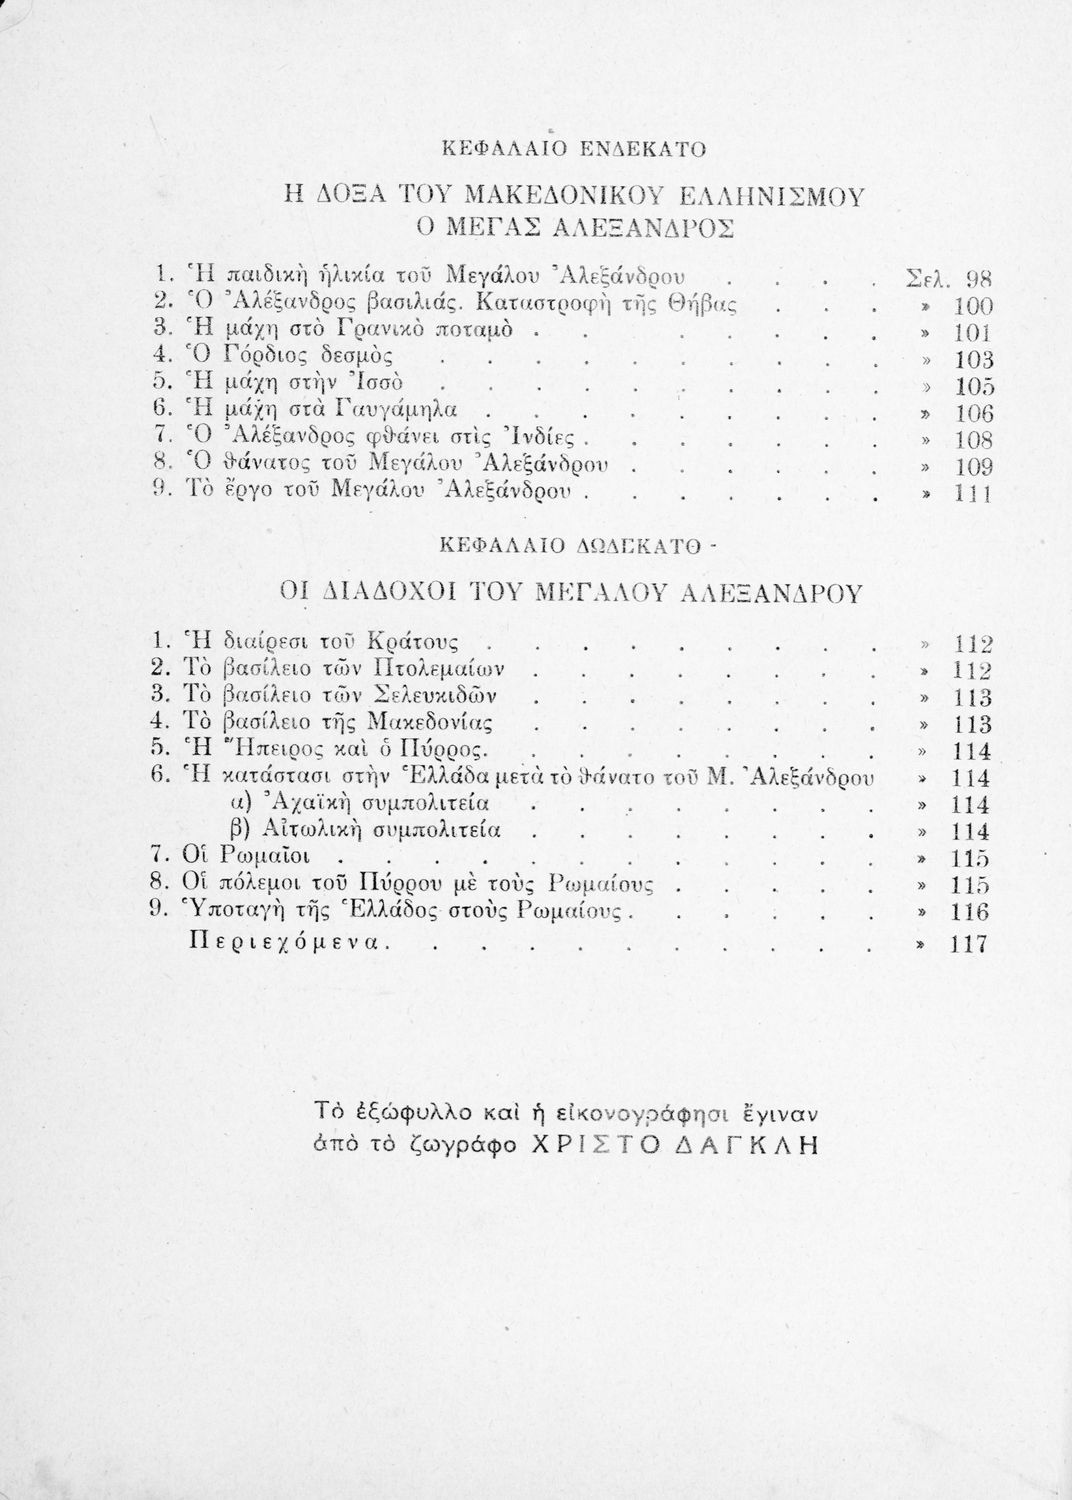 ΚΕΦΑΛΑΙΟ ΕΝΔΕΚΑΤΟ
Η ΔΟΞΑ ΤΟΥ ΜΑΚΕΔΟΝΙΚΟΥ ΕΛΛΗΝΙΣΜΟΥ
Ο ΜΕΓΑΣ ΑΛΕΞΑΝΔΡΟΣ
1. Ἡ παιδικὴ ἡλικία τοῦ Μεγάλου Ἀλεξάνδρου . . . . Σελ. 98
2. Ὁ Ἀλέξανδρος βασιλιάς. Καταστροφὴ τῆς Θήβας . . . » 100
3. Ἡ μάχη στὸ Γρανικὸ ποταμὸ . . . . . . . . » 101
4. Ὁ Γόρδιος δεσμὸς . . . . . . . . . . » 103
5. Ἡ μάχη στὴν Ἰσσὸ . . . . . . . . . . » 105
6. Ἡ μάχη στὰ Γαυγάμηλα . . . . . . . . . » 106
7. Ὁ Ἀλέξανδρος φθάνει στὶς Ἰνδίες . . . . . . . » 108
8. Ὁ θάνατος τοῦ Μεγάλου Ἀλεξάνδρου . . . . . . » 109
9. Τὸ ἔργο τοῦ Μεγάλου Ἀλεξάνδρου . . . . . . . » 111
ΚΕΦΑΛΑΙΟ ΔΩΔΕΚΑΤΟ -
ΟΙ ΔΙΑΔΟΧΟΙ ΤΟΥ ΜΕΓΑΛΟΥ ΑΛΕΞΑΝΔΡΟΥ
1. Ἡ διαίρεσι τοῦ Κράτους . . . . . . . . . » 112
2. Τὸ βασίλειο τῶν Πτολεμαίων . . . . . . . . » 112
3. Τὸ βασίλειο τῶν Σελευκιδῶν . . . . . . . . » 113
4. Τὸ βασίλειο τῆς Μακεδονίας . . . . . . . . » 113
5. Ἡ Ἤπειρος καὶ ὁ Πύρρος. . . . . . . . . » 114
6. Ἡ κατάστασι στὴν Ἑλλάδα μετὰ τὸ θάνατο τοῦ Μ. Ἀλεξάνδρου » 114
α) Ἀχαϊκὴ συμπολιτεία . . . . . . . . » 114
β) Αἰτωλικὴ συμπολιτεία . . . . . . . . » 114
7. Οἱ Ρωμαῖοι . . . . . . . . . . . . » 115
8. Οἱ πόλεμοι τοῦ Πύρρου μὲ τοὺς Ρωμαίους . . . . . » 115
9. Ὑποταγὴ τῆς Ἑλλάδος στοὺς Ρωμαίους . . . . . . » 116
Περιεχόμενα. . . . . . . . . . . » 117
Τὸ ἐξώφυλλο καὶ ἡ εἰκονογράφησι ἔγιναν
ἀπὸ τὸ ζωγράφο ΧΡΙΣΤΟ ΔΑΓΚΛΗ